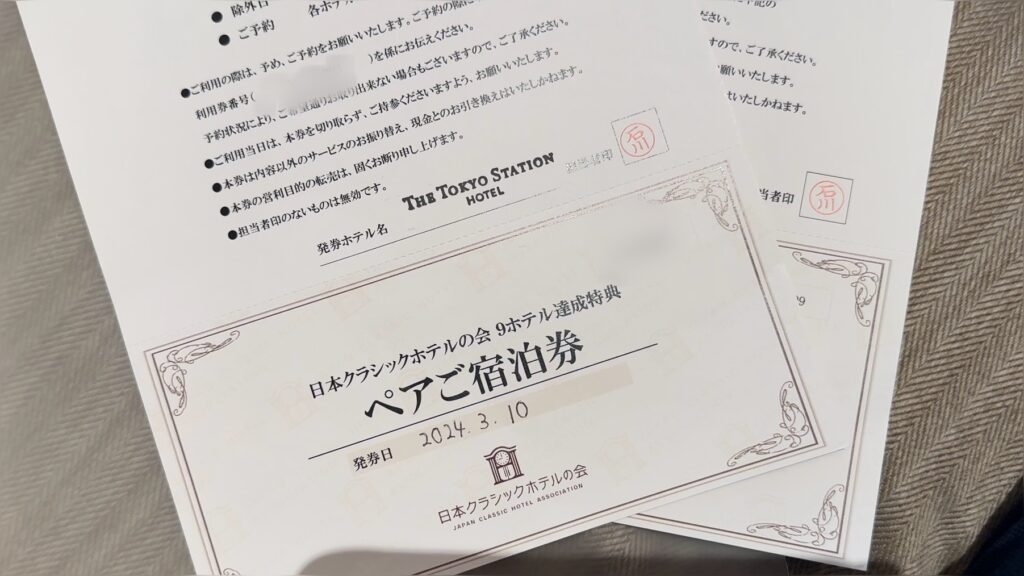 ● 除外日 各ホテル
● ご予約
●ご利用の際は、予め、ご予約をお願いいたします。ご予約の際に
利用券番号( )を係にお伝えください。
予約状況により、ご希望通りお取り出来ない場合もございますので、ご了承ください。
●ご利用当日は、本券を切り取らず、ご持参くださいますよう、お願いいたします。
●本券は内容以外のサービスのお振り替え、現金とのお引き換えはいたしかねます。
●本券の営利目的の転売は、固くお断り申し上げます。
●担当者印のないものは無効です。
発券ホテル名
THE TOKYO STATION
HOTEL
担当者印
石川
日本クラシックホテルの会 9ホテル達成特典
ペアご宿泊券
発券日 2024.3.10
日本クラシックホテルの会
JAPAN CLASSIC HOTEL ASSOCIATION
ださい。
すので、ご了承ください。
願いいたします。
はいたしかねます。
当者印
石川
9